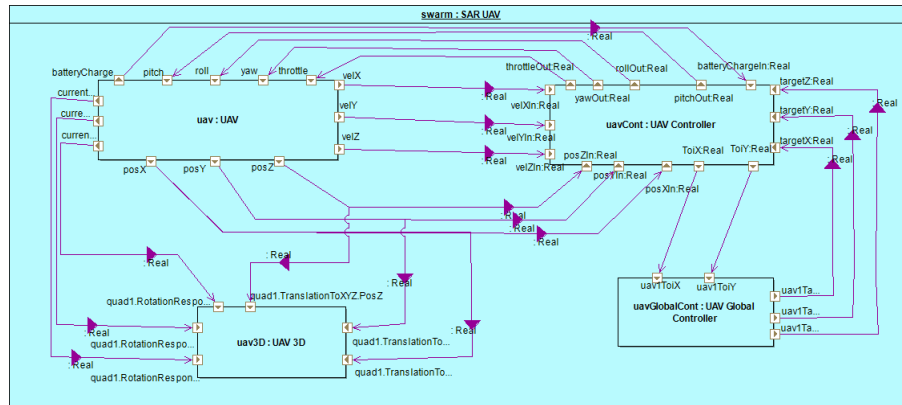 swarm : SAR UAV
: Real
batteryCharge
pitch
roll
yaw
throttle
velX
throttleOut:Real
rollOut:Real
batteryChargeIn:Real
current...
yawOut:Real
pitchOut:Real
targetZ:Real
: Real
: Real
velXIn:Real
curre...
uav : UAV
velY
uavCont : UAV Controller
targetY:Real
: Real
: Real
curren...
velYIn:Real
velZ
targetX:Real
: Real
: Real
velZIn:Real
posZIn:Real
ToiX:Real
ToiY:Real
posX
posY
posZ
posYIn:Real
posXIn:Real
: Real
: Real
: Real
: Real
: Real
: Real
uav1ToiX
uav1ToiY
quad1.RotationRespo...
quad1.TranslationToXYZ.PosZ
uavGlobalCont : UAV Global
Controller
uav1Ta...
uav1Ta...
uav1Ta...
: Real
: Real
: Real
uav3D : UAV 3D
quad1.RotationRespo...
quad1.TranslationTo...
: Real
quad1.RotationRespon...
quad1.TranslationTo...